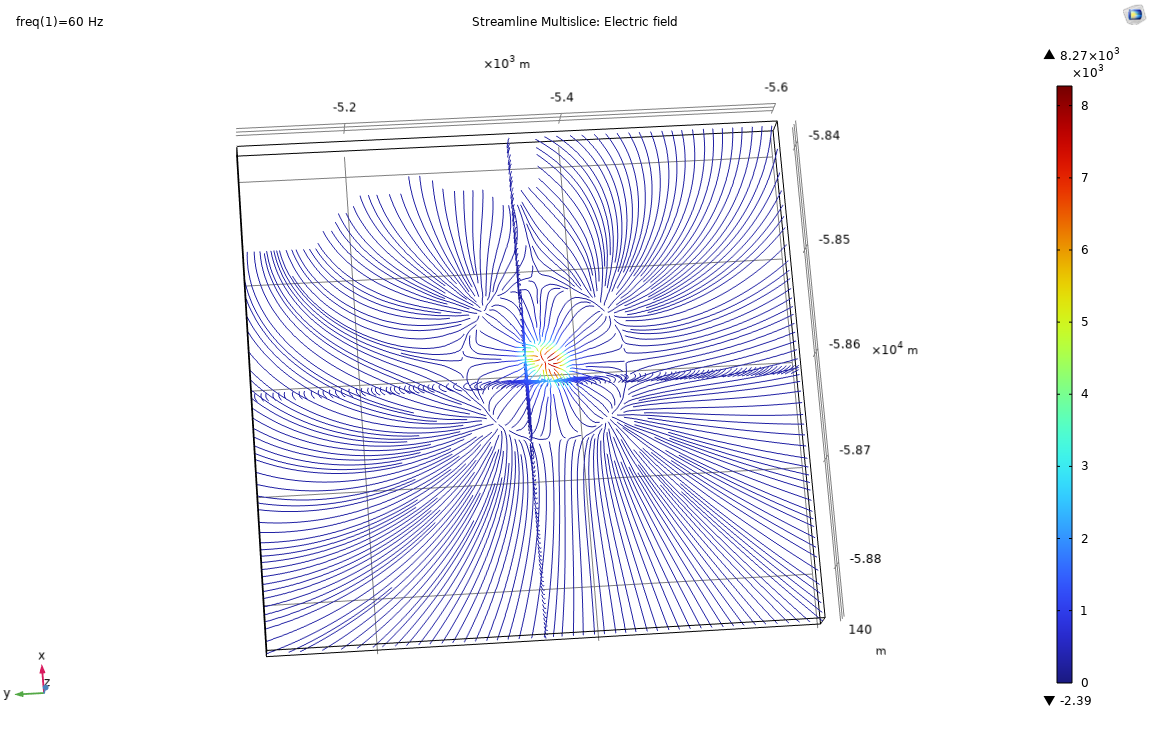 freq(1)=60 Hz
Streamline Multislice: Electric field
8.27×10³
×10³
×10³ m
-5.2
-5.4
-5.6
-5.84
-5.85
-5.86
×10⁴ m
-5.87
-5.88
140
m
8
7
6
5
4
3
2
1
0
-2.39
x
y
z